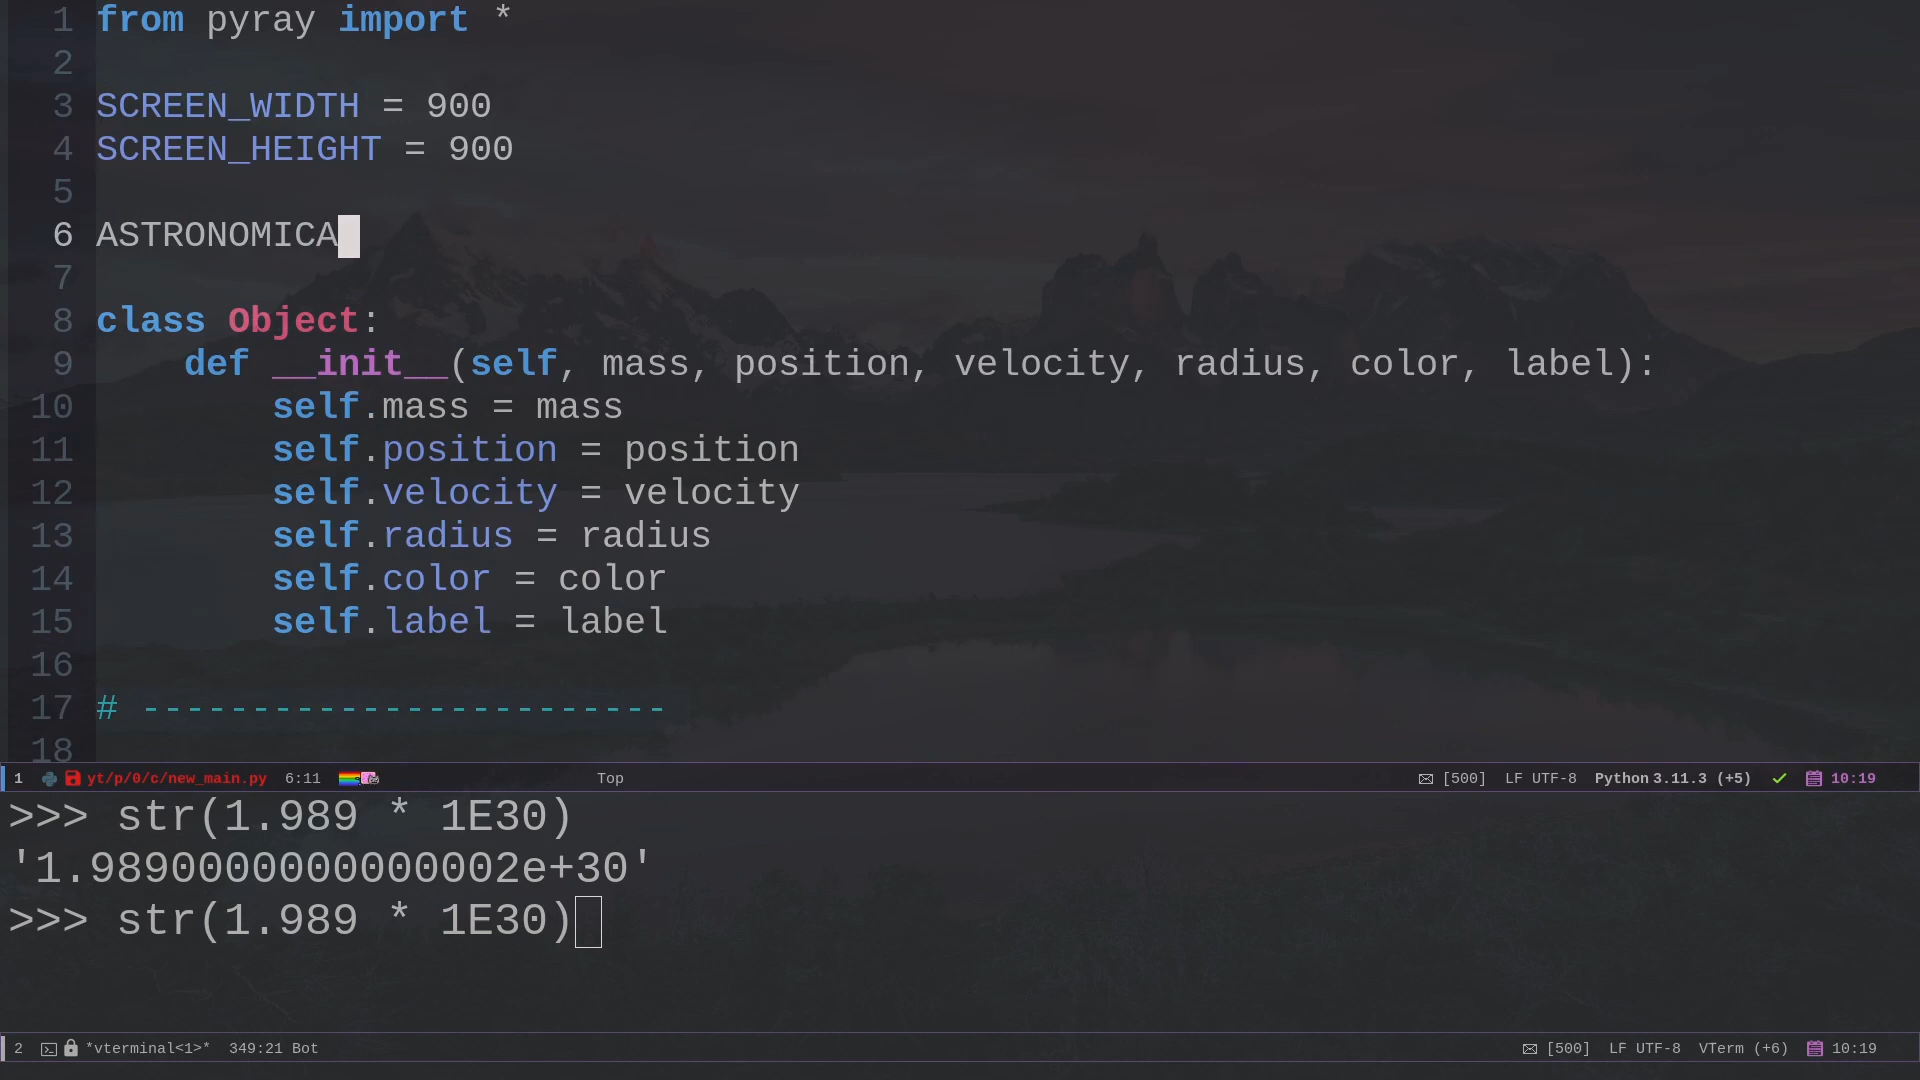 1 from pyray import *
2
3 SCREEN_WIDTH = 900
4 SCREEN_HEIGHT = 900
5
6 ASTRONOMICA
7
8 class Object:
9 def __init__(self, mass, position, velocity, radius, color, label):
10 self.mass = mass
11 self.position = position
12 self.velocity = velocity
13 self.radius = radius
14 self.color = color
15 self.label = label
16
17 # ------------------------
18
1 yt/p/0/c/new_main.py 6:11 Top [500] LF UTF-8 Python 3.11.3 (+5) 10:19
>>> str(1.989 * 1E30)
'1.9890000000000002e+30'
>>> str(1.989 * 1E30)
2 *vterminal<1>* 349:21 Bot [500] LF UTF-8 VTerm (+6) 10:19